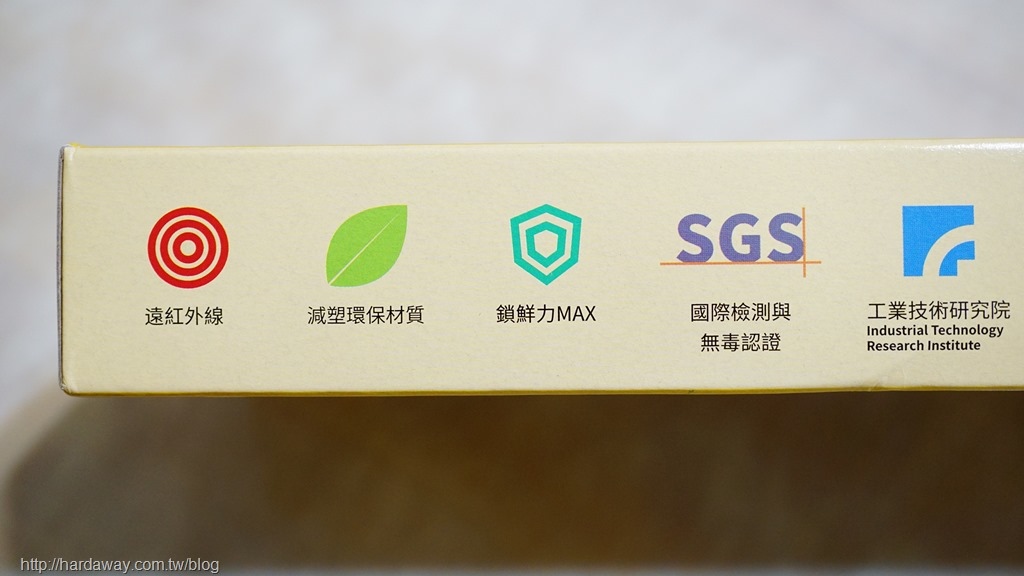 SGS
遠紅外線
減塑環保材質
鎖鮮力MAX
國際檢測與
無毒認證
工業技術研究院
Industrial Technology
Research Institute
http://hardaway.com.tw/blog